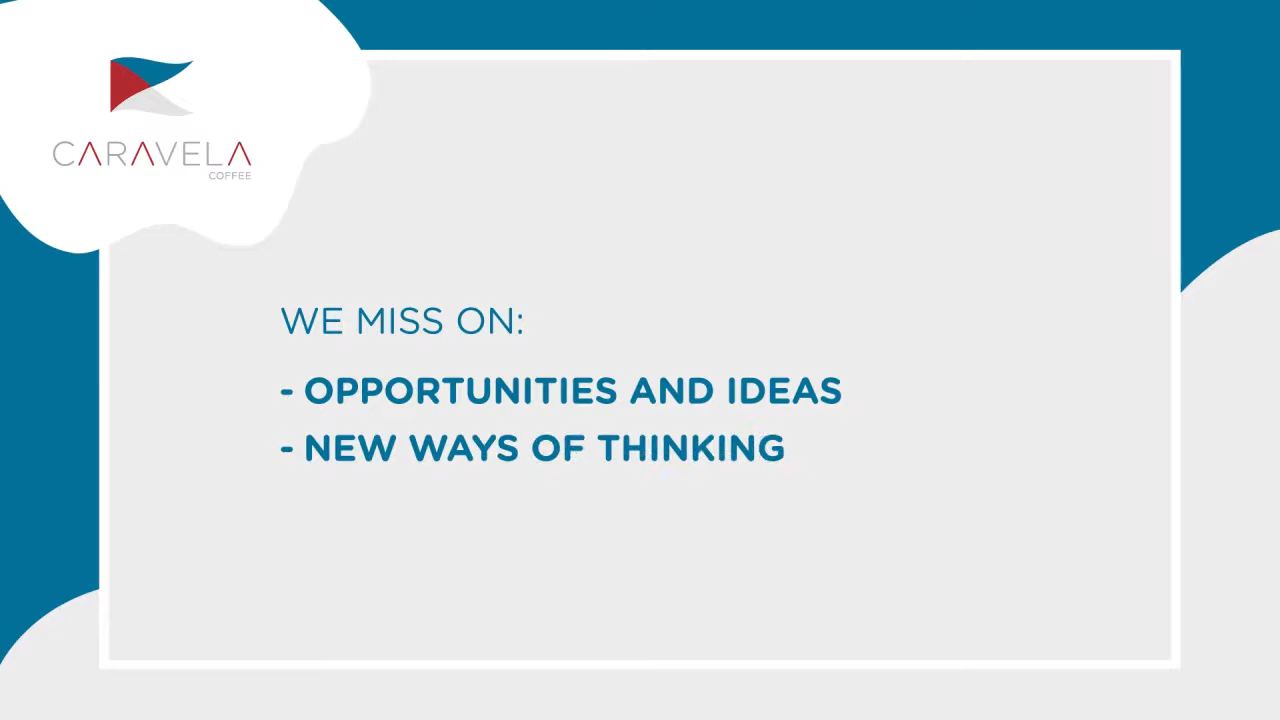 CARAVELA
COFFEE
WE MISS ON:
- OPPORTUNITIES AND IDEAS
- NEW WAYS OF THINKING